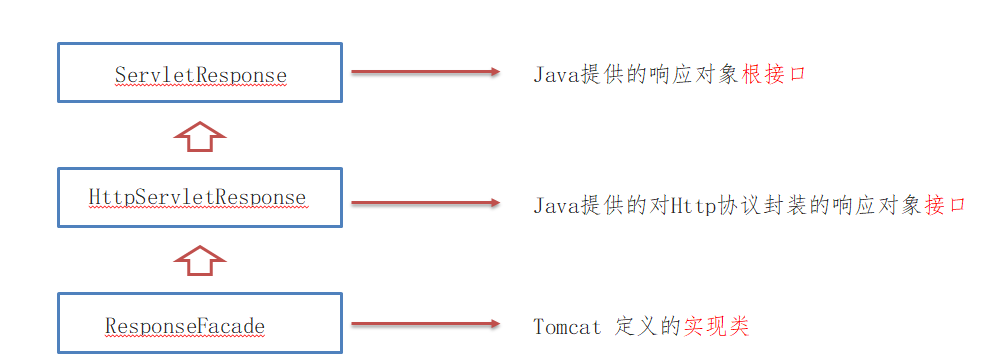 ServletResponse Java提供的响应对象根接口
HttpServletResponse Java提供的对Http协议封装的响应对象接口
ResponseFacade Tomcat 定义的实现类